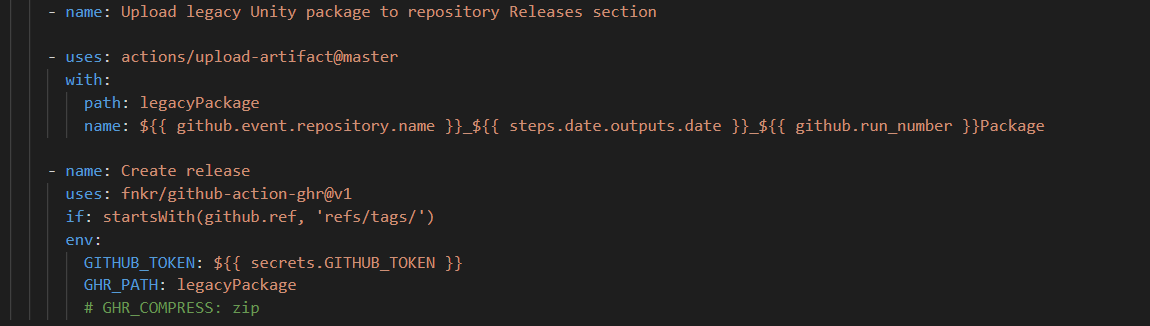 - name: Upload legacy Unity package to repository Releases section
- uses: actions/upload-artifact@master
with:
path: legacyPackage
name: ${{ github.event.repository.name }}_${{ steps.date.outputs.date }}_${{ github.run_number }}Package
- name: Create release
uses: fnkr/github-action-ghr@v1
if: startsWith(github.ref, 'refs/tags/')
env:
GITHUB_TOKEN: ${{ secrets.GITHUB_TOKEN }}
GHR_PATH: legacyPackage
# GHR_COMPRESS: zip